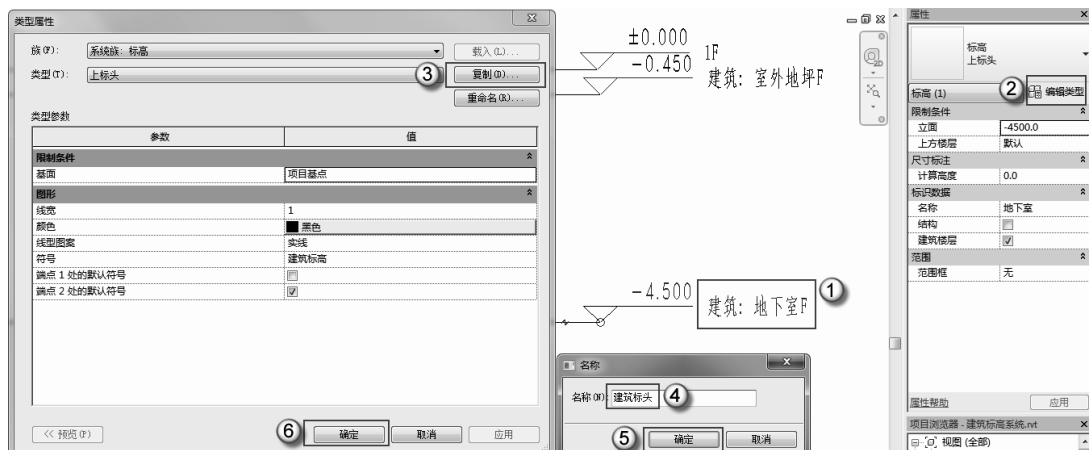 类型属性
族(F):
系统族: 标高
载入(L)...
类型(T):
上标头
③
复制(D)...
重命名(R)...
类型参数
参数
值
限制条件
基面
项目基点
图形
线宽
1
颜色
黑色
线型图案
实线
符号
建筑标高
端点 1 处的默认符号
端点 2 处的默认符号
<< 预览(P)
⑥
确定
取消
应用
±0.000
1F
-0.450
建筑: 室外地坪F
-4.500
建筑: 地下室F
①
2D
名称
名称(N):
建筑标头
④
⑤
确定
取消
属性
标高
上标头
标高 (1)
②
编辑类型
限制条件
立面
-4500.0
上方楼层
默认
尺寸标注
计算高度
0.0
标识数据
名称
地下室
结构
建筑楼层
范围
范围框
无
属性帮助
应用
项目浏览器 - 建筑标高系统.rvt
视图 (全部)